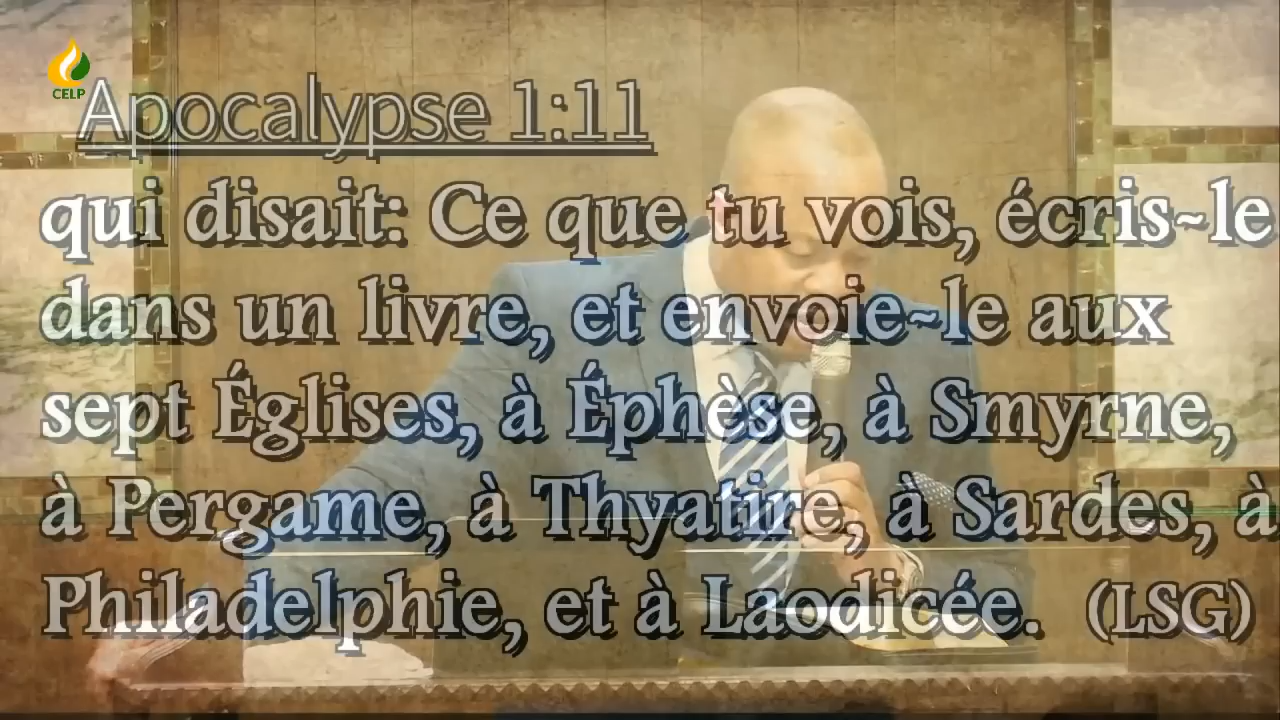 CELP
Apocalypse 1:11
qui disait: Ce que tu vois, écris-le
dans un livre, et envoie-le aux
sept Églises, à Éphèse, à Smyrne,
à Pergame, à Thyatire, à Sardes, à
Philadelphie, et à Laodicée. (LSG)